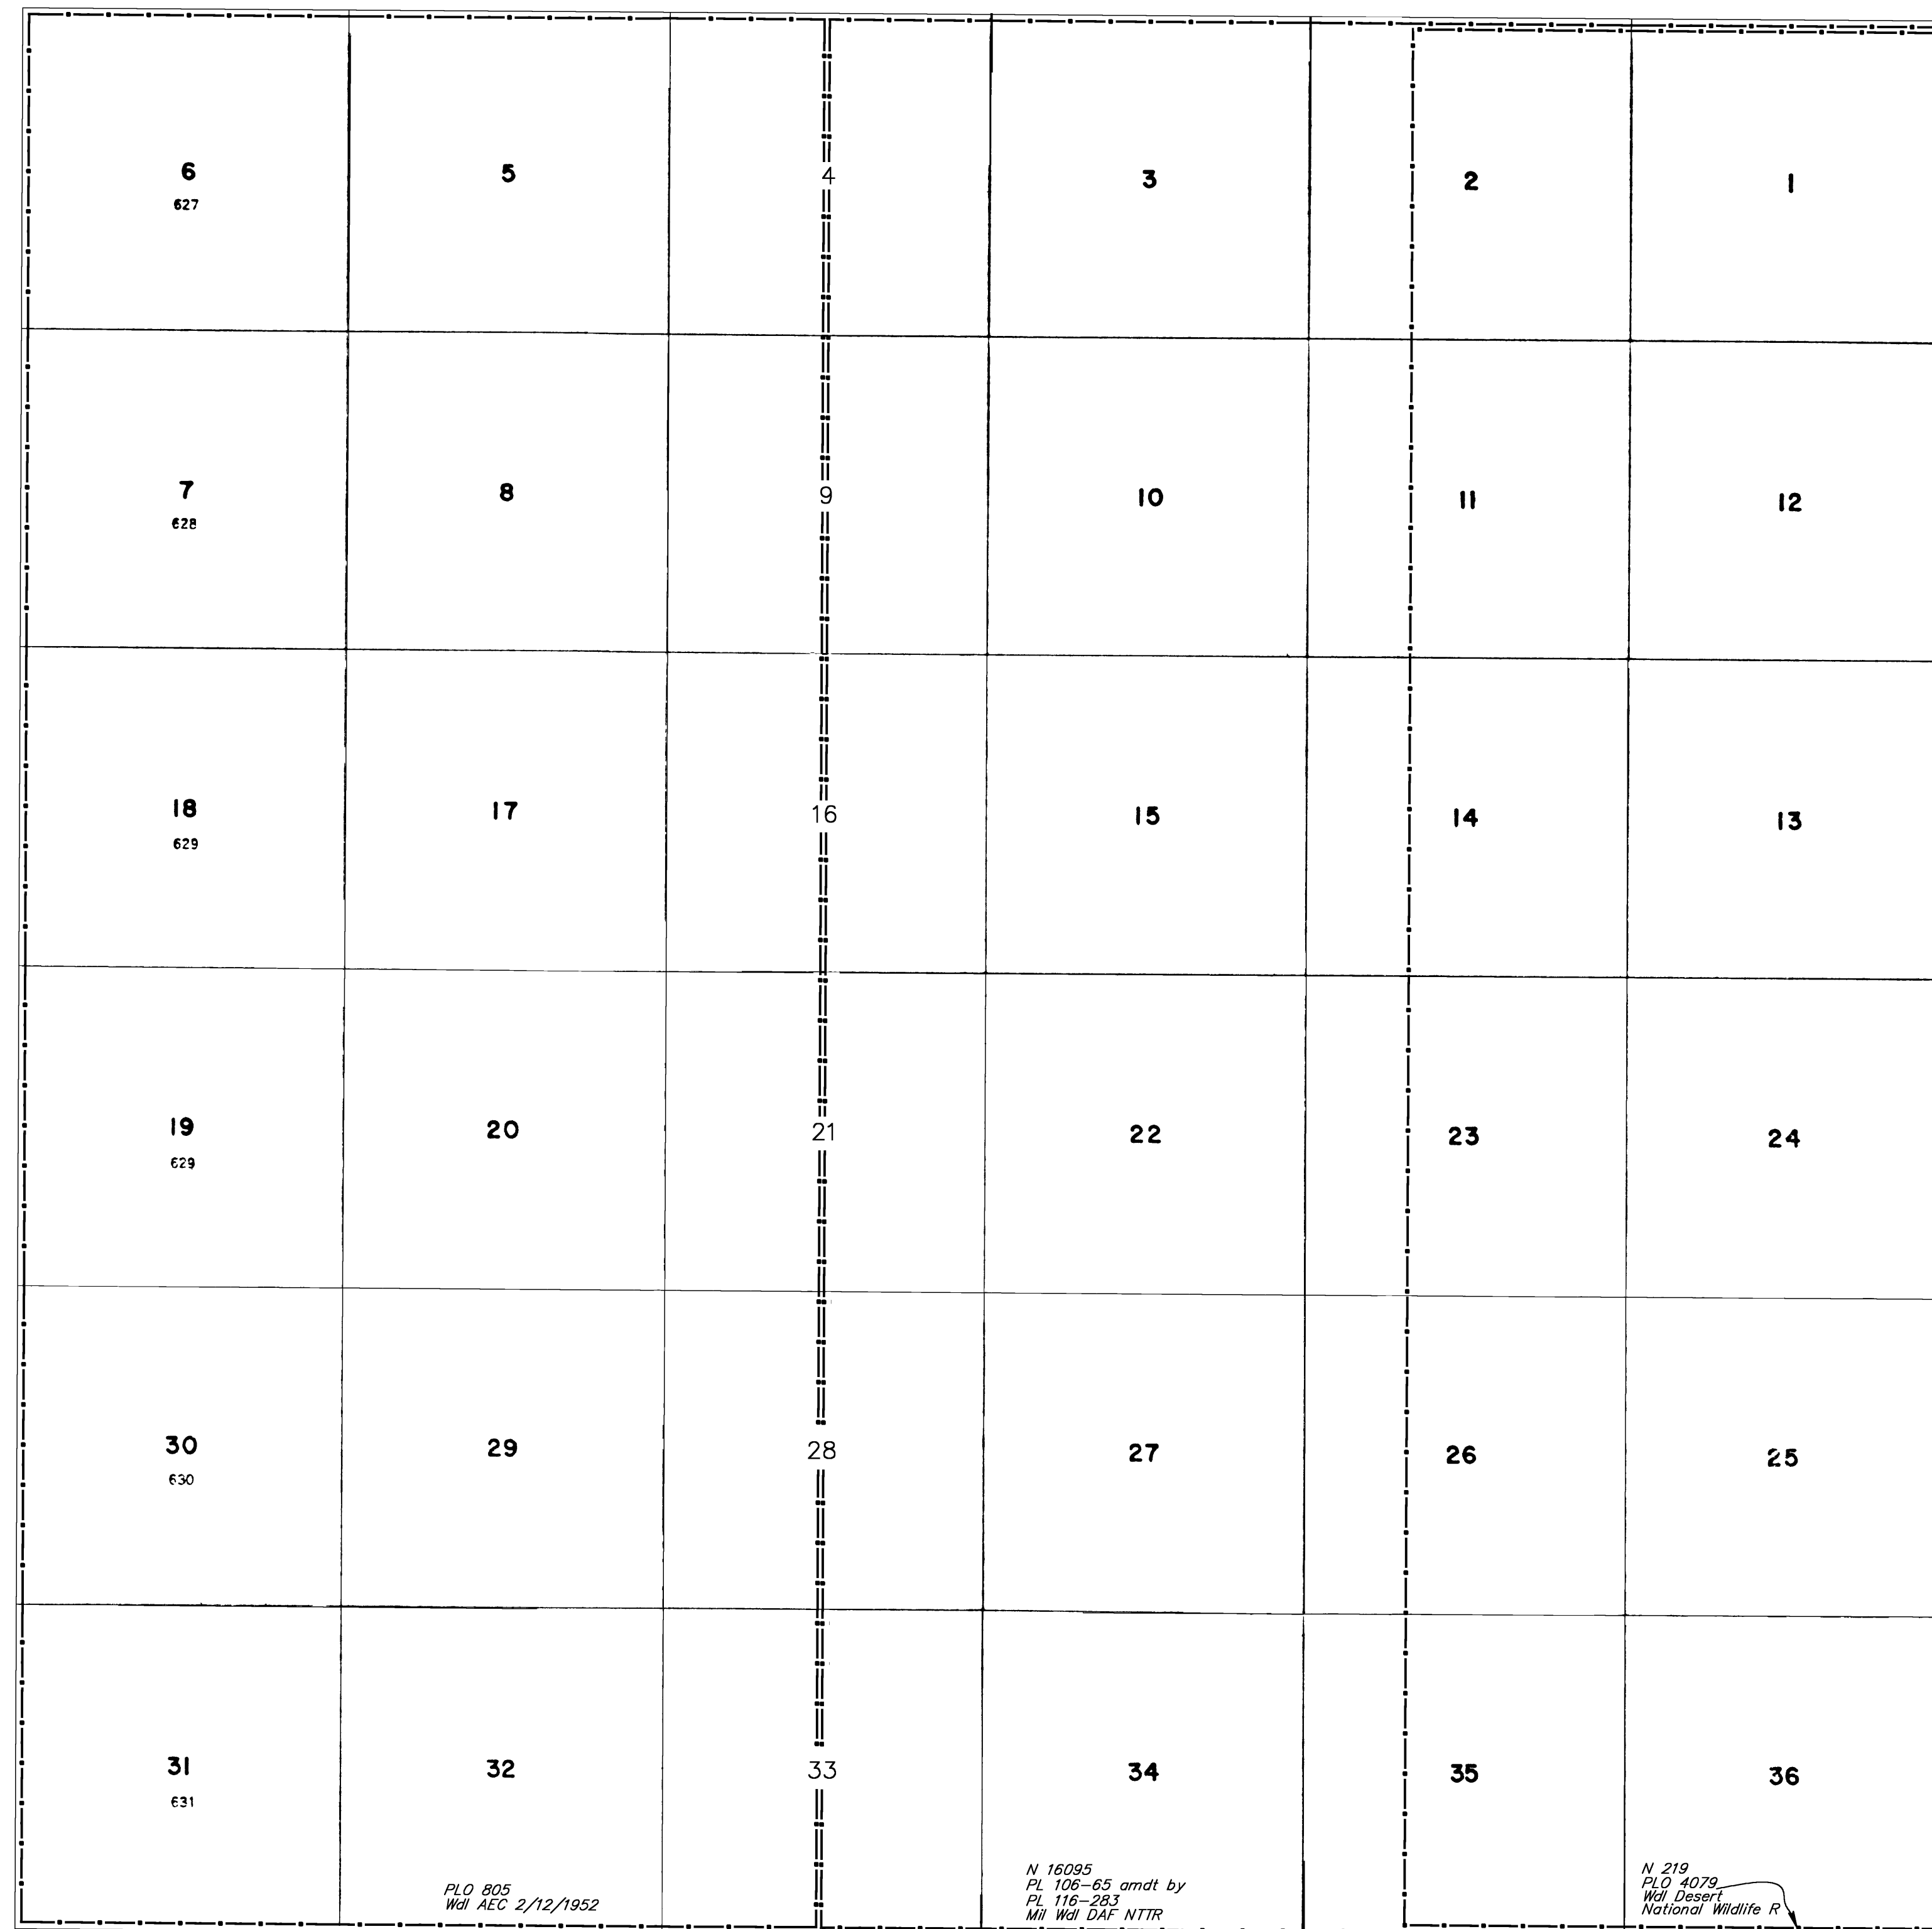 6 5 4 3 2 1
627
7 8 9 10 11 12
628
18 17 16 15 14 13
629
19 20 21 22 23 24
629
30 29 28 27 26 25
630
31 32 33 34 35 36
631
PLO 805
Wdl AEC 2/12/1952
N 16095
PL 106-65 amdt by
PL 116-283
Mil Wdl DAF NTTR
N 219
PLO 4079
Wdl Desert
National Wildlife R